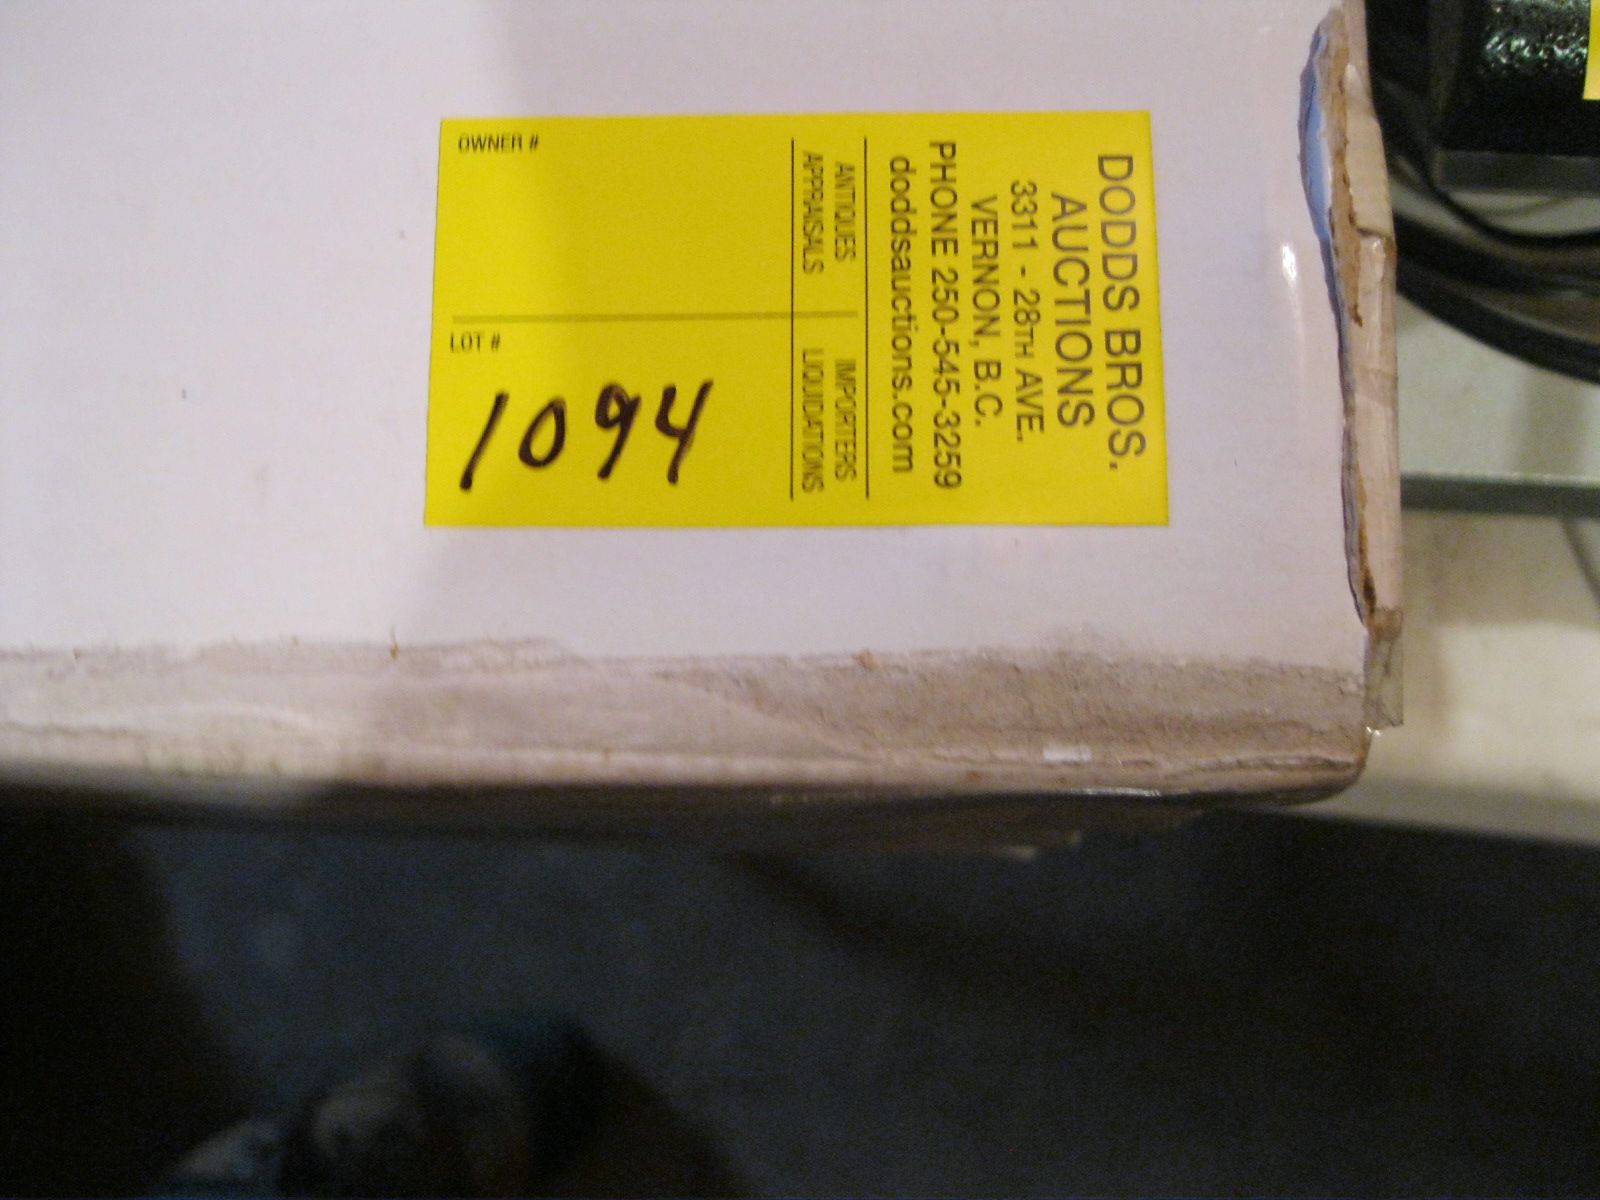 DODDS BROS.
AUCTIONS
3311 - 28TH AVE.
VERNON, B.C.
PHONE 250-545-3259
doddsauctions.com
ANTIQUES IMPORTERS
APPRAISALS LIQUIDATIONS
OWNER #
LOT #
1094